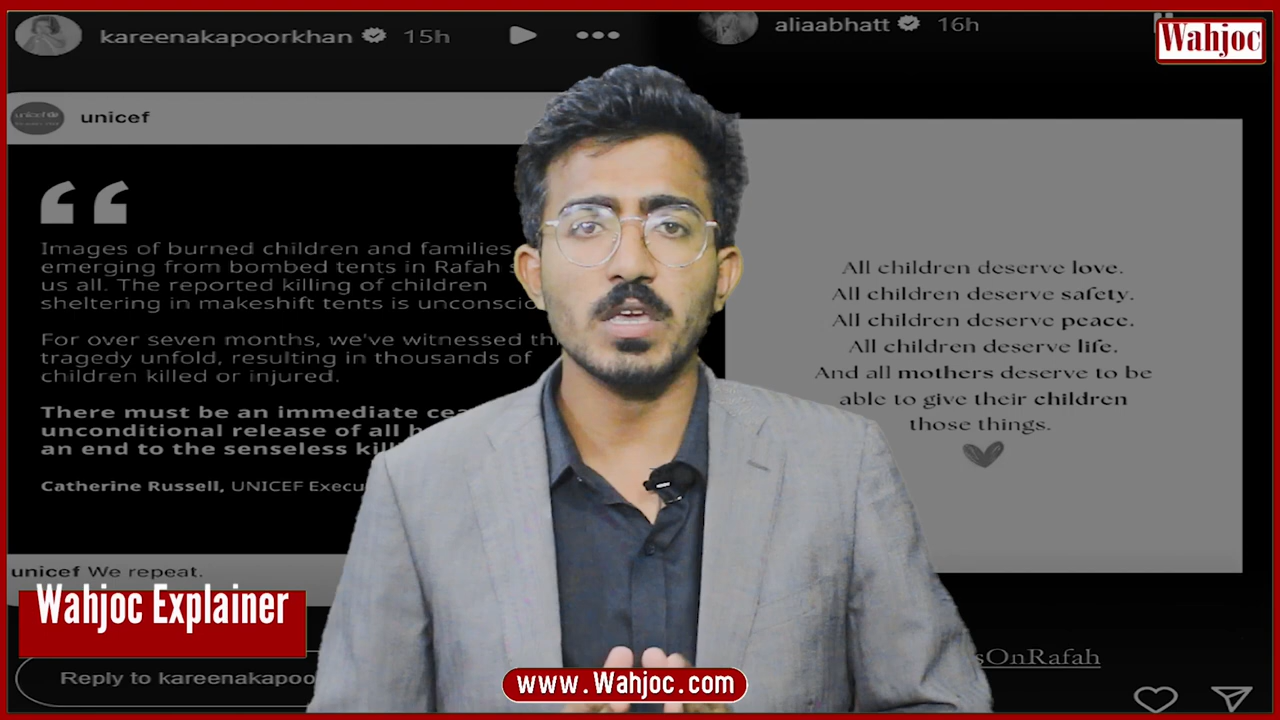 kareenakapoorkhan 15h
aliaabhatt 16h
Wahjoc
unicef
Images of burned children and families
emerging from bombed tents in Rafah
us all. The reported killing of children
sheltering in makeshift tents is
For over seven months, we've witnessed
tragedy unfold, resulting in thousands of
children killed or injured.
There must be an immediate
unconditional release of all
an end to the senseless
Catherine Russell, UNICEF
unicef We repeat.
Reply to
All children deserve love.
All children deserve safety.
All children deserve peace.
All children deserve life.
And all mothers deserve to be
able to give their children
those things.
sOnRafah
Wahjoc Explainer
www.Wahjoc.com